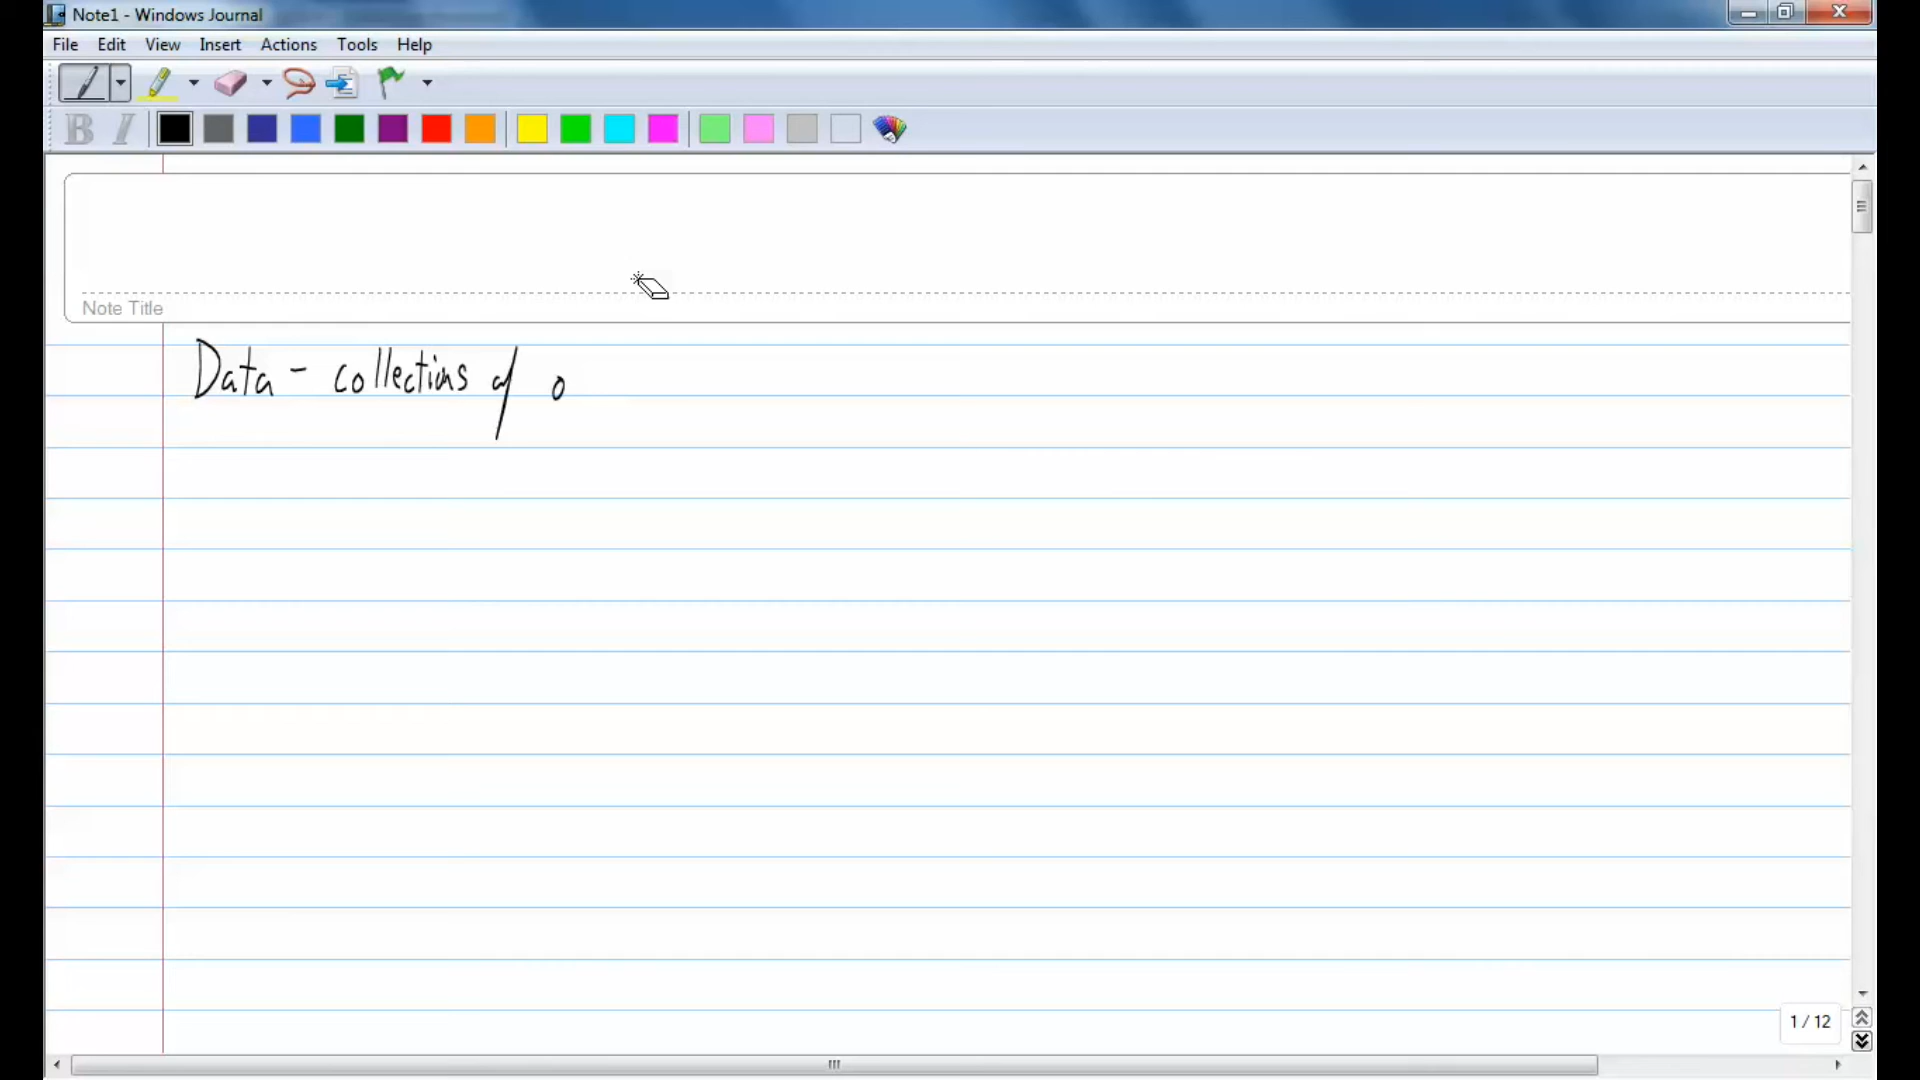 Note1 - Windows Journal
File Edit View Insert Actions Tools Help
B I
Note Title
Data - collections of o
1 / 12